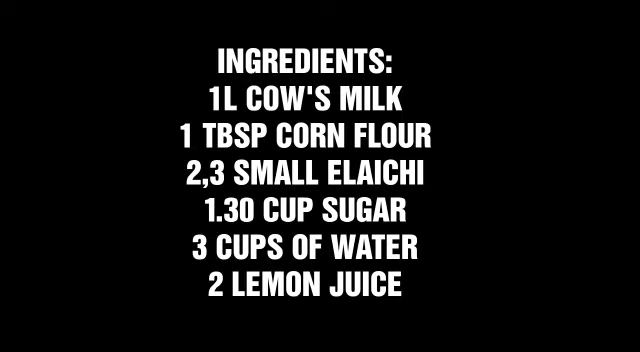 INGREDIENTS:
1L COW'S MILK
1 TBSP CORN FLOUR
2,3 SMALL ELAICHI
1.30 CUP SUGAR
3 CUPS OF WATER
2 LEMON JUICE